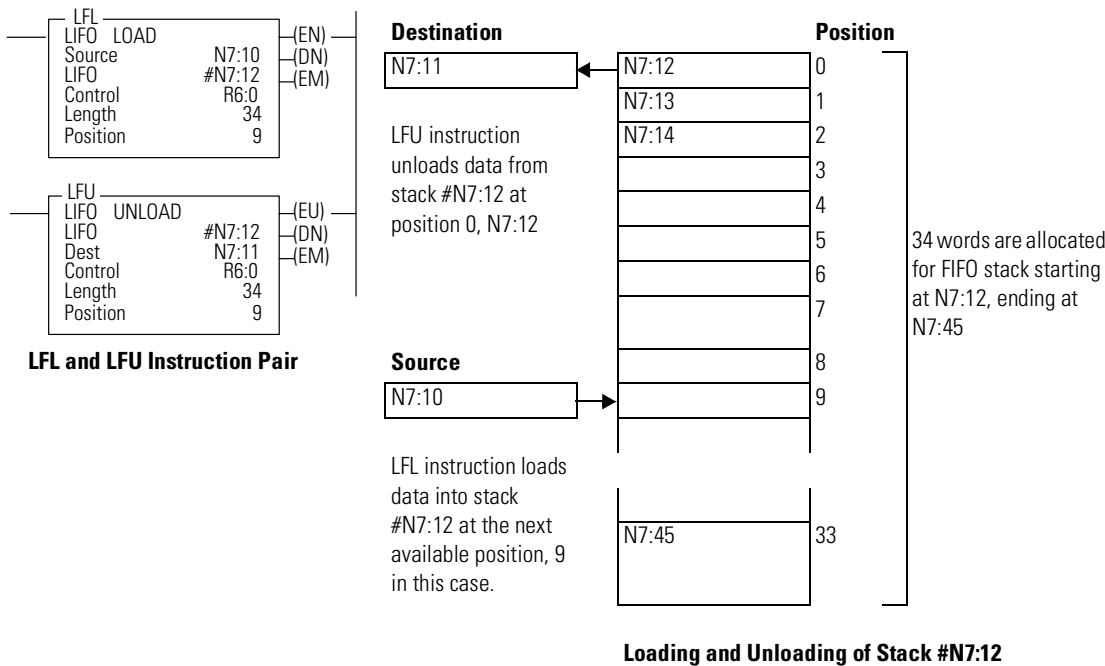 LFL
LIFO LOAD
Source N7:10
LIFO #N7:12
Control R6:0
Length 34
Position 9
(EN)
(DN)
(EM)
LFU
LIFO UNLOAD
LIFO #N7:12
Dest N7:11
Control R6:0
Length 34
Position 9
(EU)
(DN)
(EM)
LFL and LFU Instruction Pair
Destination
N7:11
LFU instruction
unloads data from
stack #N7:12 at
position 0, N7:12
Source
N7:10
LFL instruction loads
data into stack
#N7:12 at the next
available position, 9
in this case.
Position
N7:12 0
N7:13 1
N7:14 2
3
4
5
6
7
8
9
N7:45 33
34 words are allocated
for FIFO stack starting
at N7:12, ending at
N7:45
Loading and Unloading of Stack #N7:12